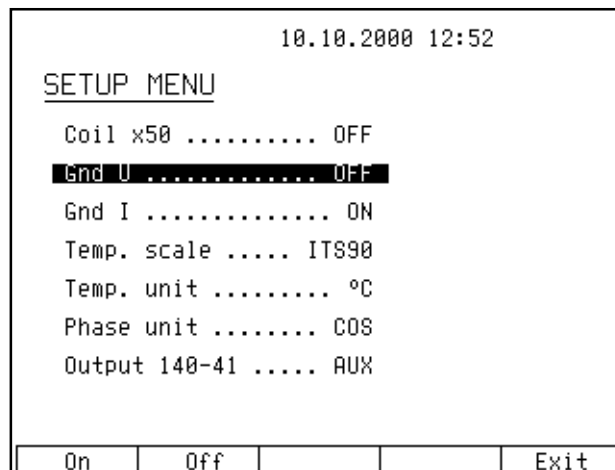 10.10.2000 12:52
SETUP MENU
Coil x50 .......... OFF
Gnd U .............. OFF
Gnd I .............. ON
Temp. scale ..... ITS90
Temp. unit ......... ºC
Phase unit ........ COS
Output 140-41 ..... AUX
On Off Exit